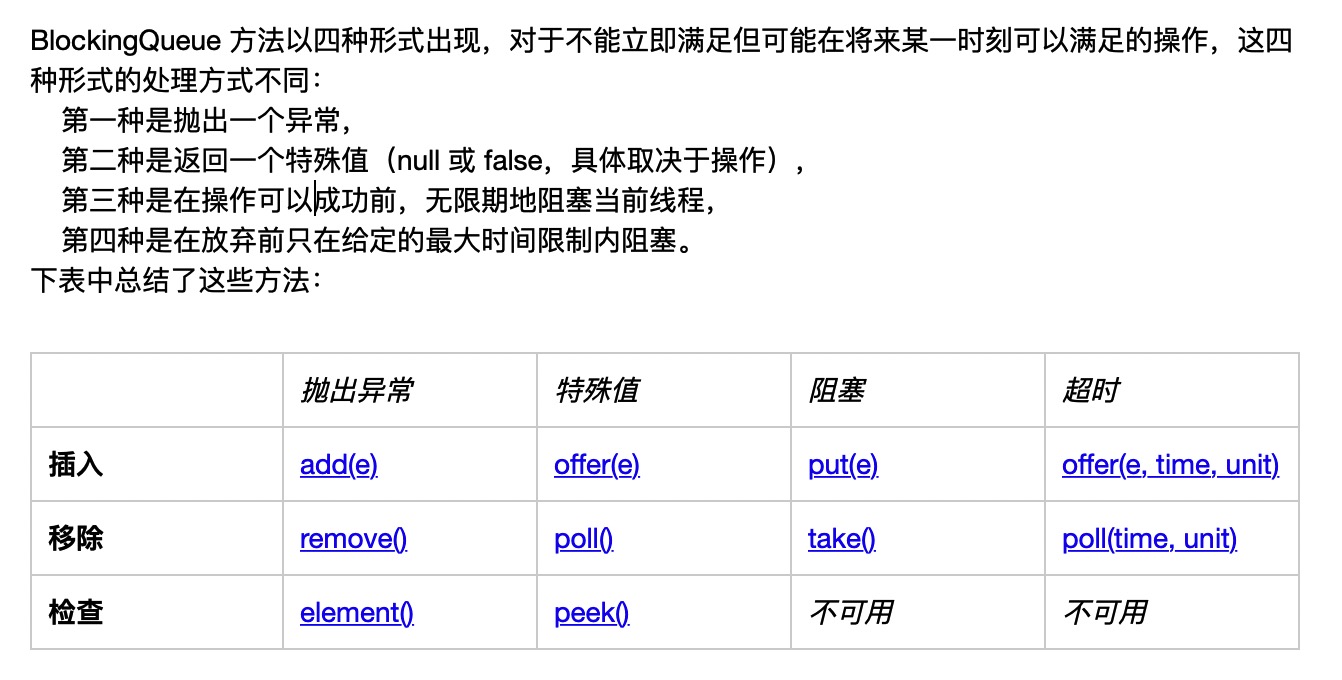 BlockingQueue 方法以四种形式出现，对于不能立即满足但可能在将来某一时刻可以满足的操作，这四
种形式的处理方式不同：
第一种是抛出一个异常，
第二种是返回一个特殊值（null 或 false，具体取决于操作），
第三种是在操作可以成功前，无限期地阻塞当前线程，
第四种是在放弃前只在给定的最大时间限制内阻塞。
下表中总结了这些方法：
抛出异常 特殊值 阻塞 超时
插入 add(e) offer(e) put(e) offer(e, time, unit)
移除 remove() poll() take() poll(time, unit)
检查 element() peek() 不可用 不可用